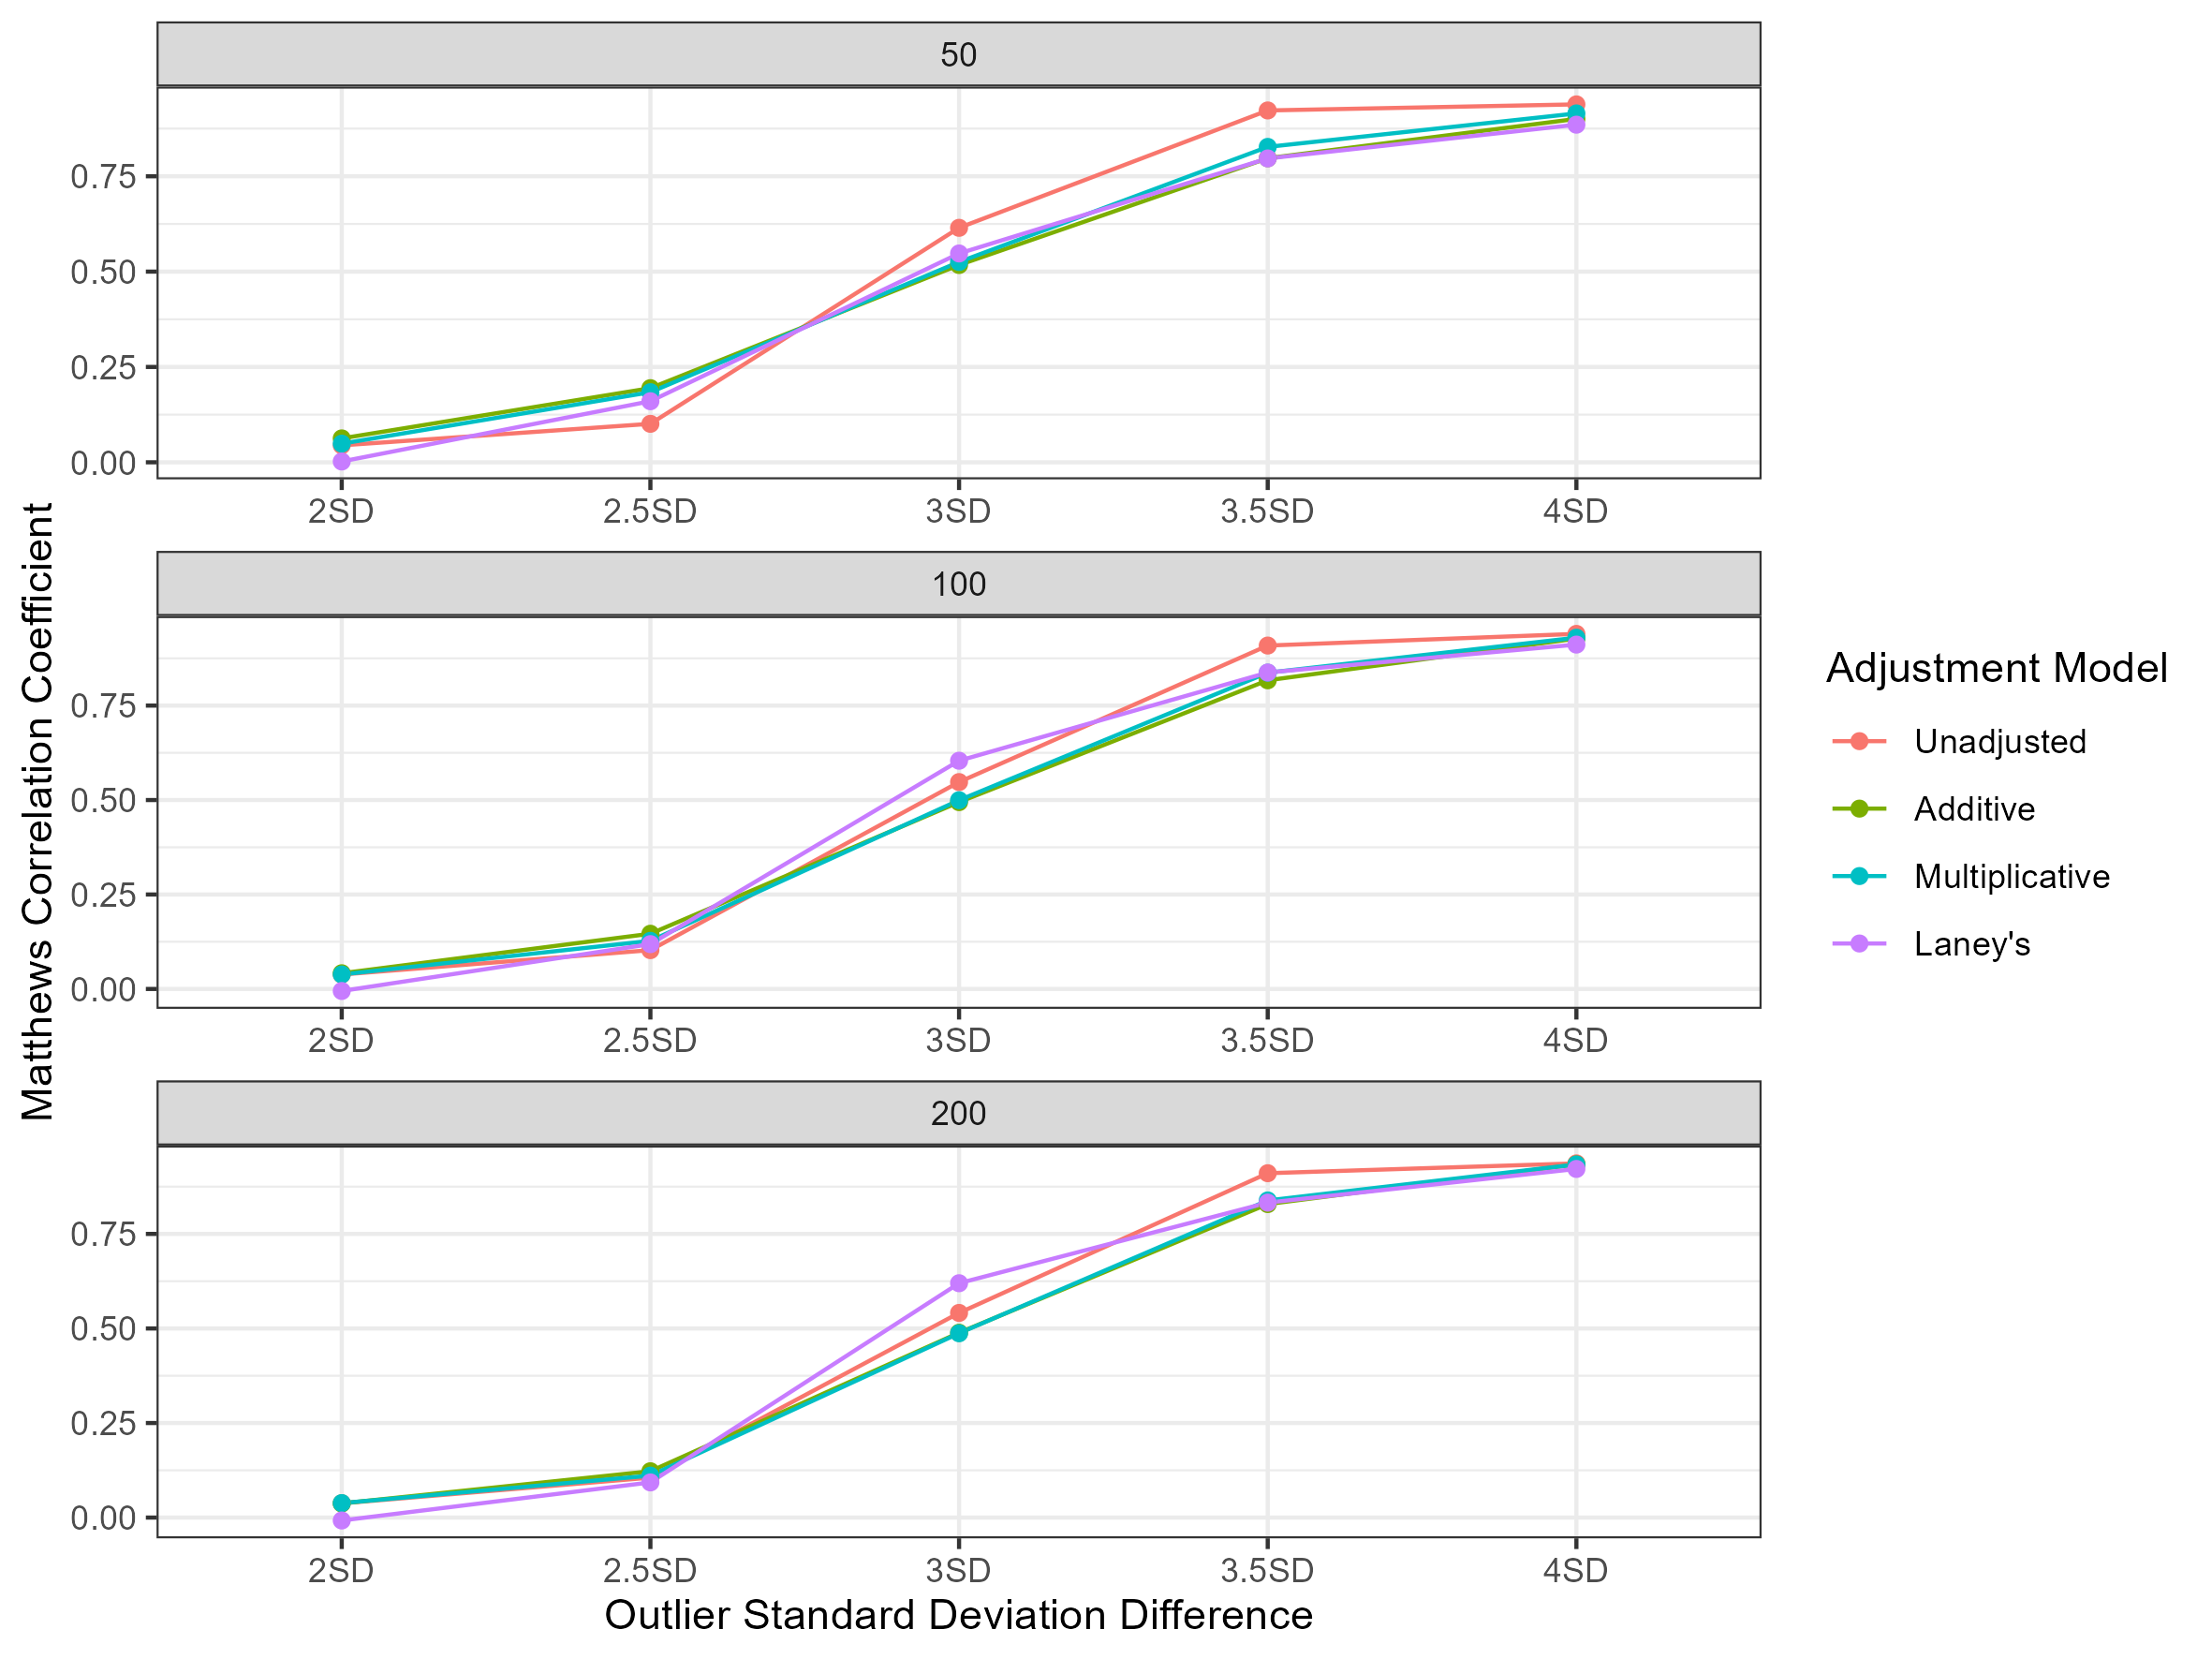 50
0.75
0.50
0.25
0.00
2SD 2.5SD 3SD 3.5SD 4SD
100
0.75
0.50
0.25
0.00
2SD 2.5SD 3SD 3.5SD 4SD
200
0.75
0.50
0.25
0.00
2SD 2.5SD 3SD 3.5SD 4SD
Outlier Standard Deviation Difference
Matthews Correlation Coefficient
Adjustment Model
Unadjusted
Additive
Multiplicative
Laney's